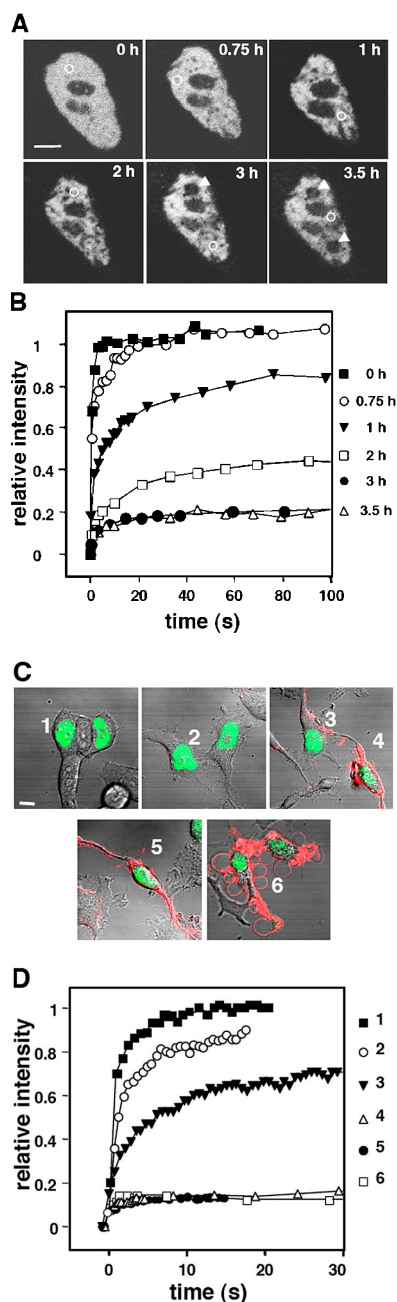 A
0 h 0.75 h 1 h
2 h 3 h 3.5 h
B
relative intensity
1
0.8
0.6
0.4
0.2
0
0 20 40 60 80 100
time (s)
0 h
0.75 h
1 h
2 h
3 h
3.5 h
C
1 2 3 4
5 6
D
relative intensity
1
0.8
0.6
0.4
0.2
0
0 10 20 30
time (s)
1
2
3
4
5
6